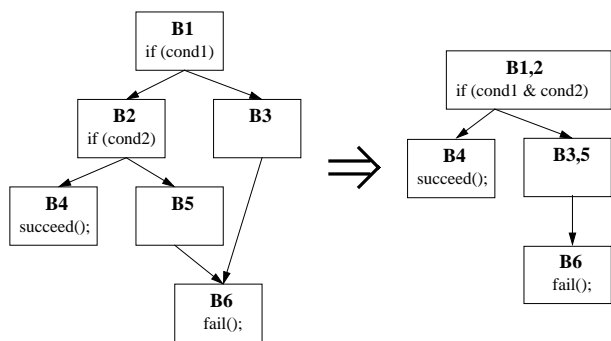 B1
if (cond1)
B2
if (cond2)
B3
B4
succeed();
B5
B6
fail();
B1,2
if (cond1 & cond2)
B4
succeed();
B3,5
B6
fail();